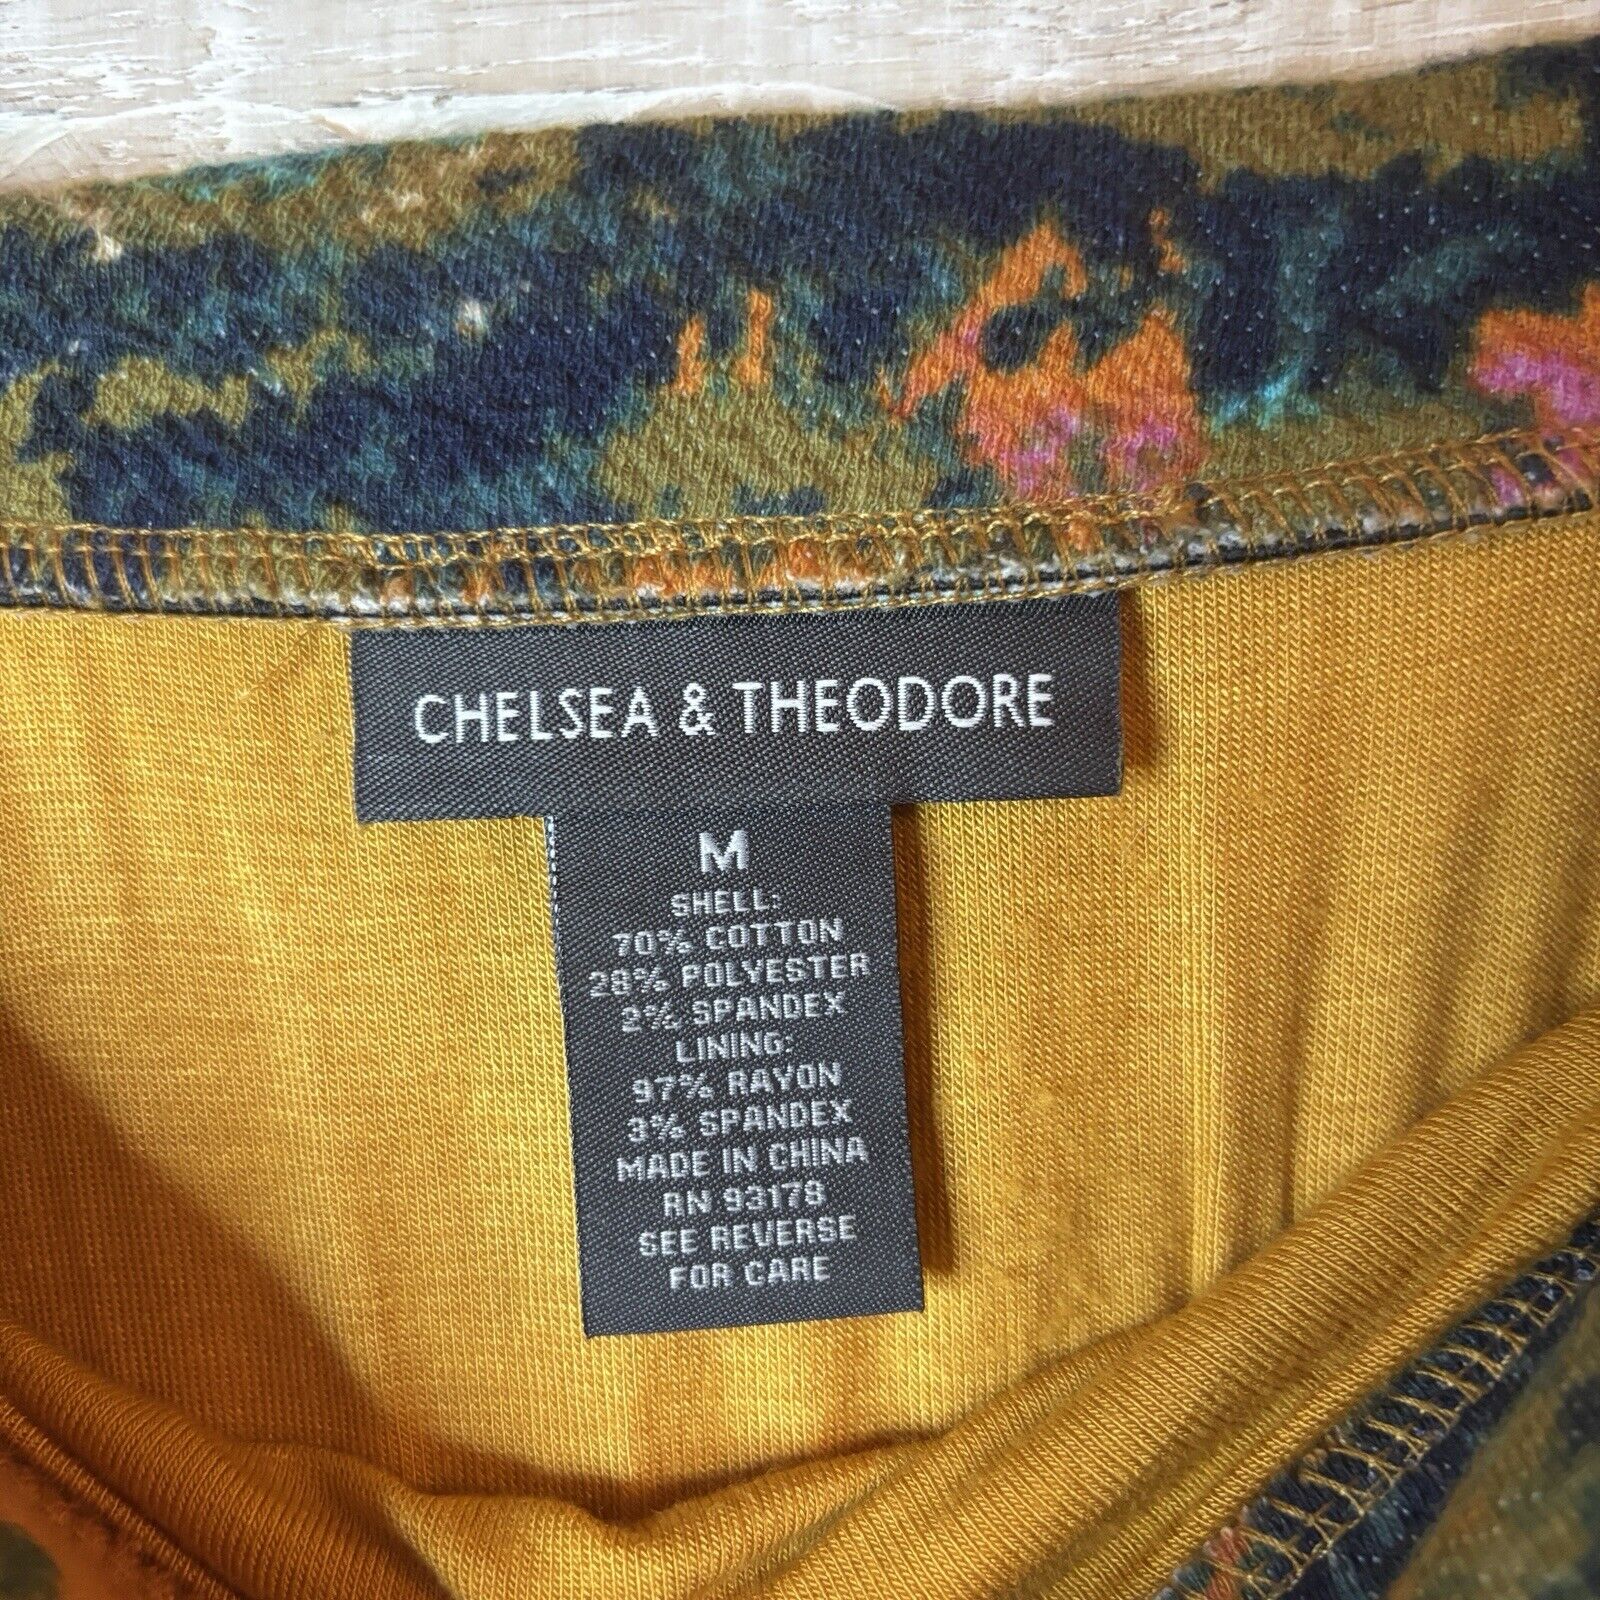 CHELSEA & THEODORE
M
SHELL:
70% COTTON
28% POLYESTER
2% SPANDEX
LINING:
97% RAYON
3% SPANDEX
MADE IN CHINA
RN 93178
SEE REVERSE
FOR CARE